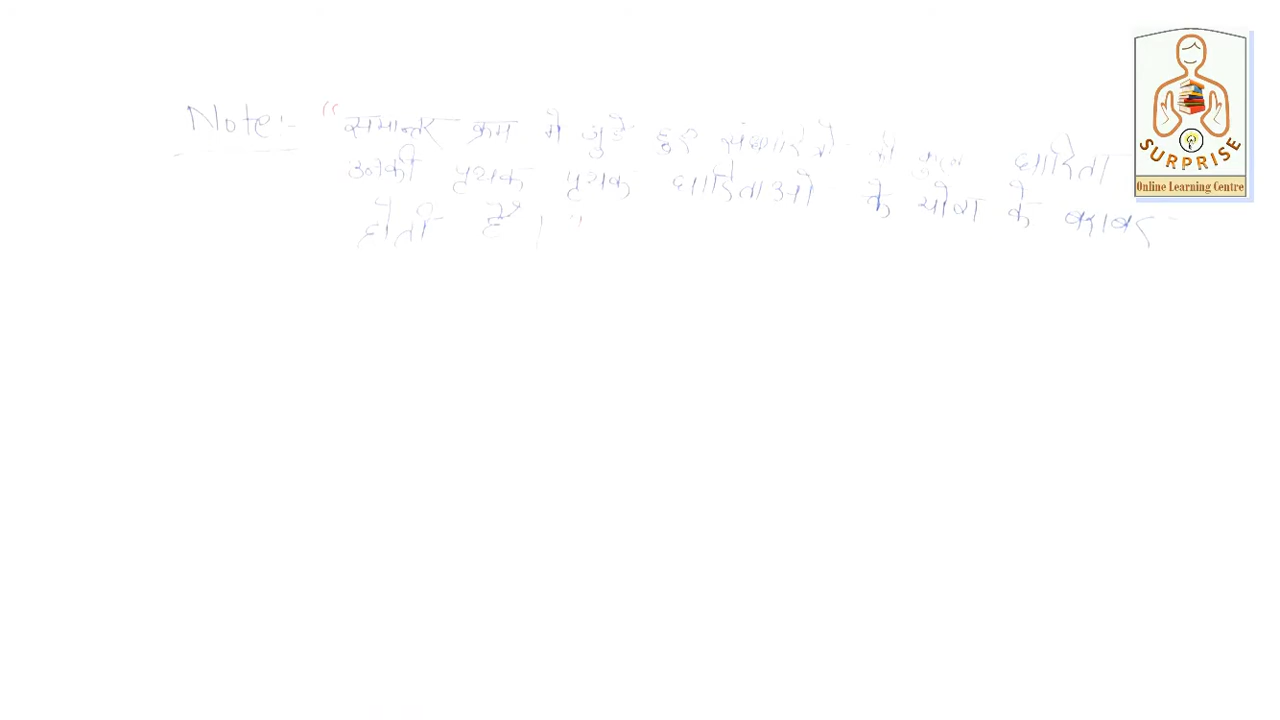 Note:- "समान्तर क्रम मे जुडे हुए संधारित्रो की कुल धारिता
उनकी पृथक पृथक धारिताओ के योग के बराबर
होती है । "
SURPRISE
Online Learning Centre